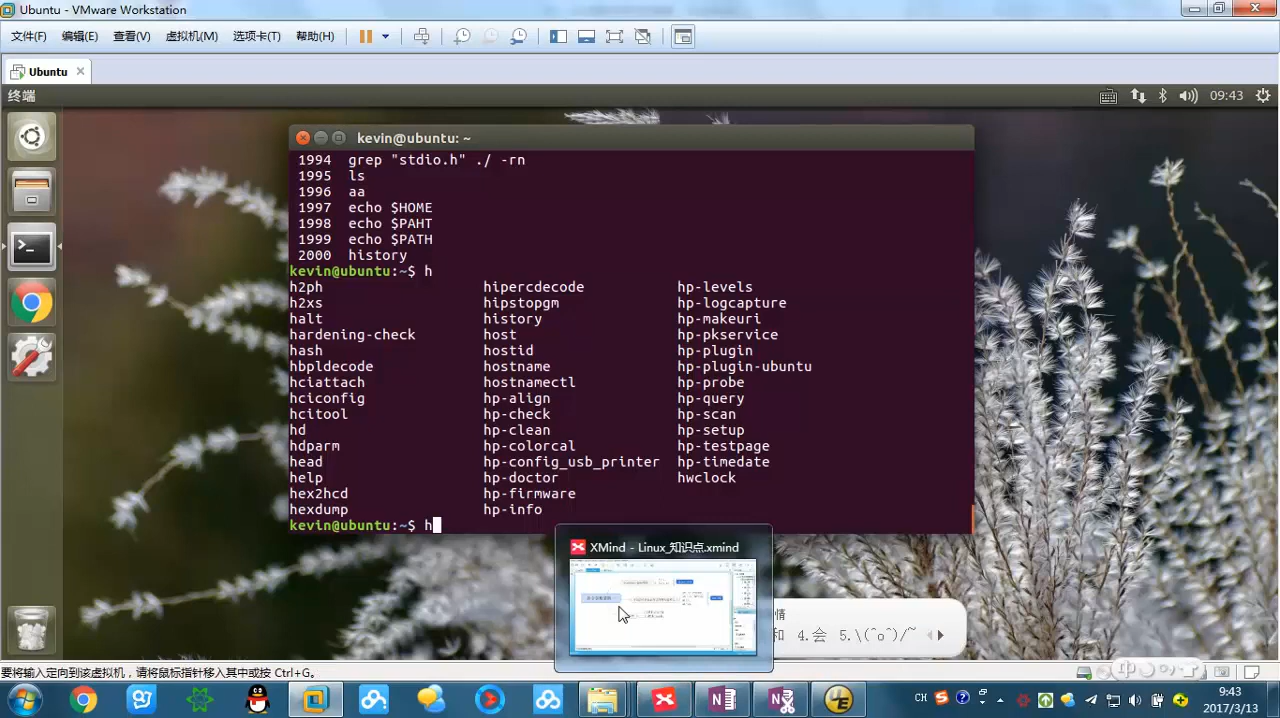 Ubuntu - VMware Workstation
文件(F) 编辑(E) 查看(V) 虚拟机(M) 选项卡(T) 帮助(H)
Ubuntu
终端 09:43
kevin@ubuntu: ~
1994 grep "stdio.h" ./ -rn
1995 ls
1996 aa
1997 echo $HOME
1998 echo $PAHT
1999 echo $PATH
2000 history
kevin@ubuntu:~$ h
h2ph hipercdecode hp-levels
h2xs hipstopgm hp-logcapture
halt history hp-makeuri
hardening-check host hp-pkservice
hash hostid hp-plugin
hbpldecode hostname hp-plugin-ubuntu
hciattach hostnamectl hp-probe
hciconfig hp-align hp-query
hcitool hp-check hp-scan
hd hp-clean hp-setup
hdparm hp-colorcal hp-testpage
head hp-config_usb_printer hp-timedate
help hp-doctor hwclock
hex2hcd hp-firmware
hexdump hp-info
kevin@ubuntu:~$ h
XMind - Linux_知识点.xmind
情
和 4.会 5.\(^o^)/~
要将输入定向到该虚拟机，请将鼠标指针移入其中或按 Ctrl+G。
中
CH
9:43
2017/3/13